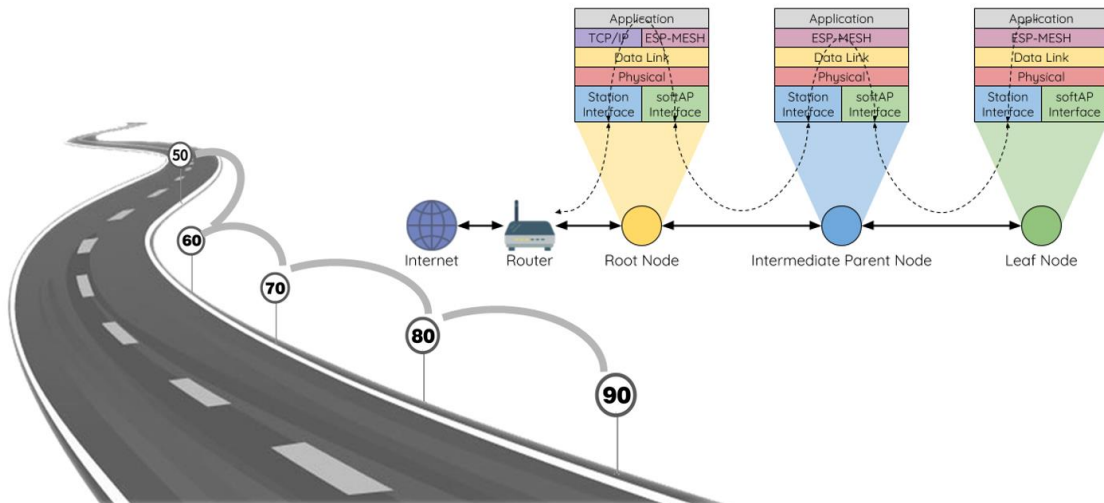 Application
TCP/IP
ESP-MESH
Data Link
Physical
Station
Interface
softAP
Interface
Application
ESP-MESH
Data Link
Physical
Station
Interface
softAP
Interface
Application
ESP-MESH
Data Link
Physical
Station
Interface
softAP
Interface
Internet
Router
Root Node
Intermediate Parent Node
Leaf Node
50
60
70
80
90